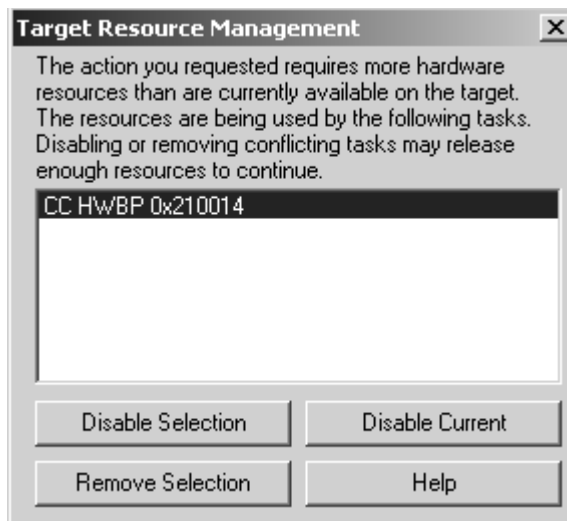 Target Resource Management
The action you requested requires more hardware
resources than are currently available on the target.
The resources are being used by the following tasks.
Disabling or removing conflicting tasks may release
enough resources to continue.
CC HWBP 0x210014
Disable Selection
Disable Current
Remove Selection
Help